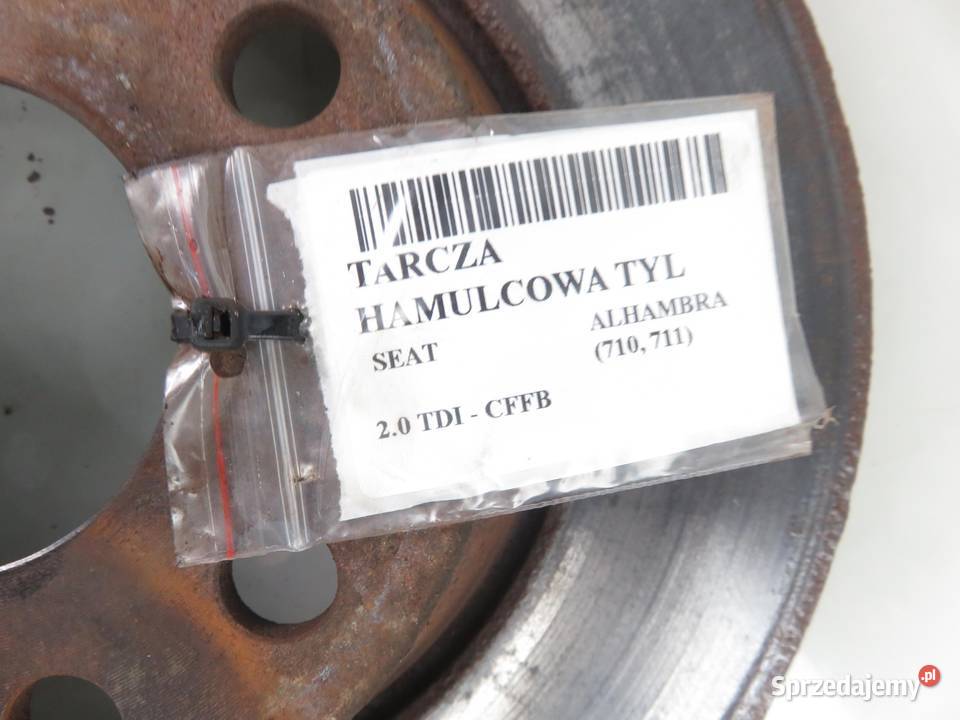 TARCZA
HAMULCOWA TYL
SEAT ALHAMBRA
(710, 711)
2.0 TDI - CFFB
Sprzedajemy.pl